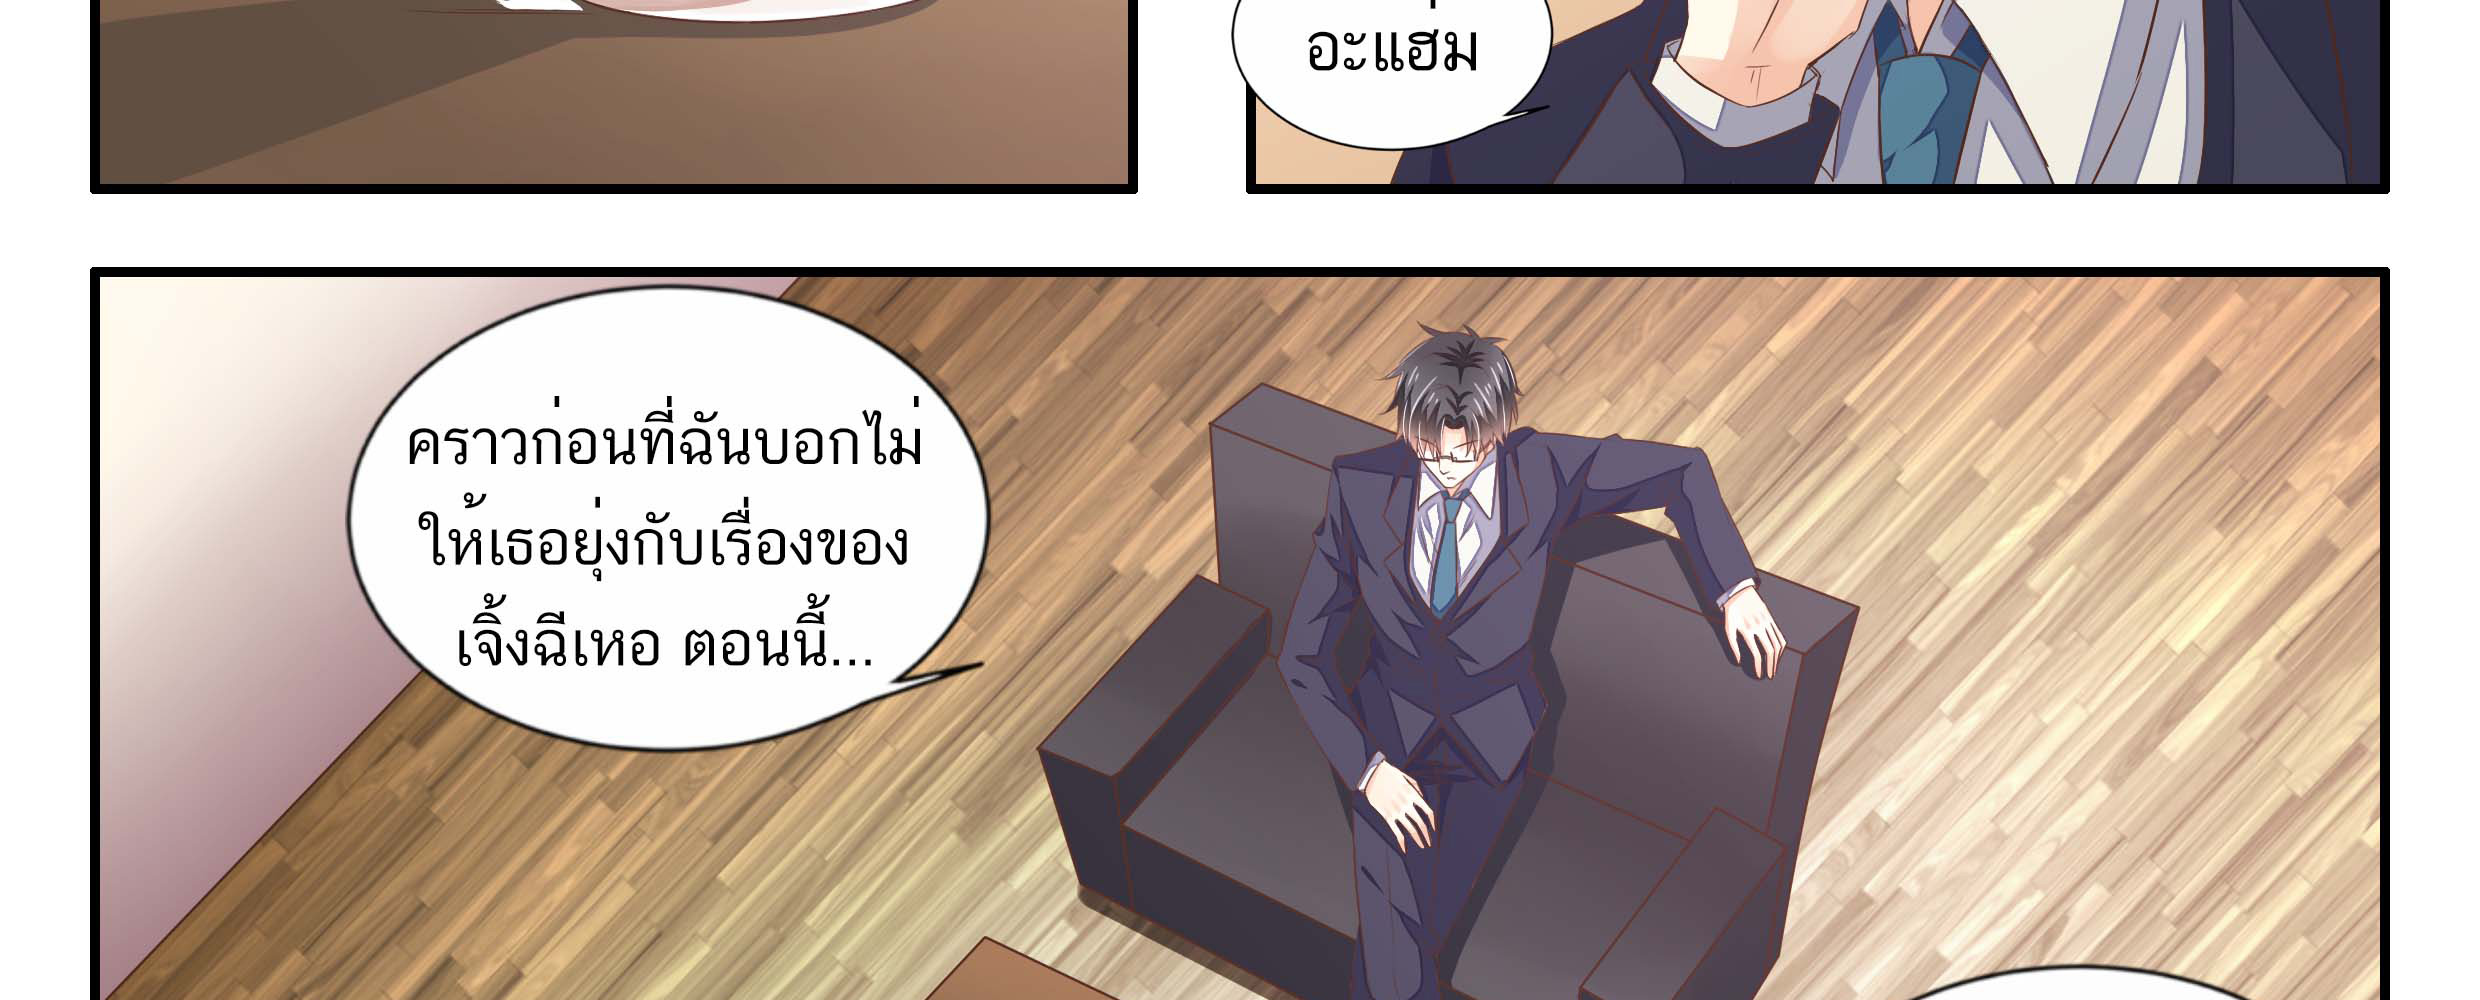 อะแฮ่ม
คราวก่อนที่ฉันบอกไม่
ให้เธอยุ่งกับเรื่องของ
เจิ้งฉีเหอ ตอนนี้...